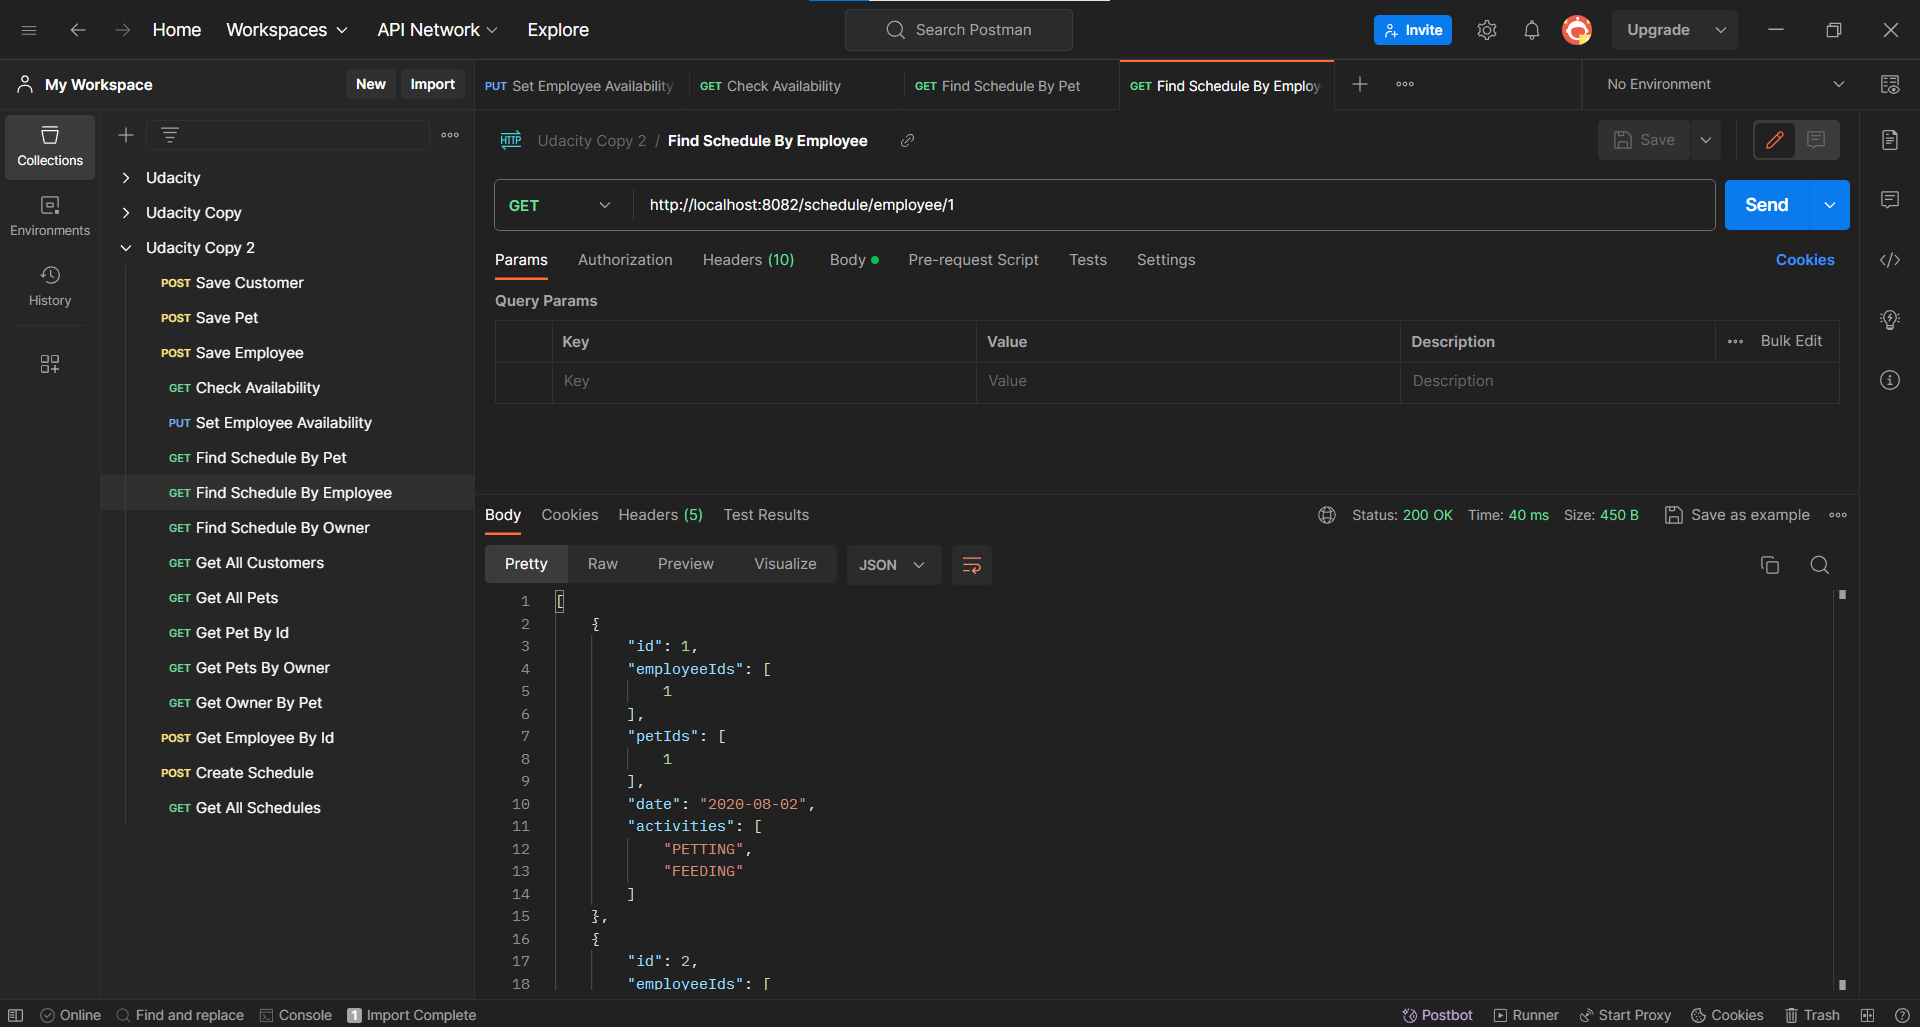 Home Workspaces API Network Explore Search Postman Invite Upgrade
My Workspace New Import PUT Set Employee Availability GET Check Availability GET Find Schedule By Pet GET Find Schedule By Employ No Environment
HTTP Udacity Copy 2 / Find Schedule By Employee Save
Collections
Environments
History
Udacity
Udacity Copy
Udacity Copy 2
POST Save Customer
POST Save Pet
POST Save Employee
GET Check Availability
PUT Set Employee Availability
GET Find Schedule By Pet
GET Find Schedule By Employee
GET Find Schedule By Owner
GET Get All Customers
GET Get All Pets
GET Get Pet By Id
GET Get Pets By Owner
GET Get Owner By Pet
POST Get Employee By Id
POST Create Schedule
GET Get All Schedules
GET http://localhost:8082/schedule/employee/1 Send
Params Authorization Headers (10) Body Pre-request Script Tests Settings Cookies
Query Params
Key Value Description Bulk Edit
Key Value Description
Body Cookies Headers (5) Test Results Status: 200 OK Time: 40 ms Size: 450 B Save as example
Pretty Raw Preview Visualize JSON
1 [
2 {
3 "id": 1,
4 "employeeIds": [
5 1
6 ],
7 "petIds": [
8 1
9 ],
10 "date": "2020-08-02",
11 "activities": [
12 "PETTING",
13 "FEEDING"
14 ]
15 },
16 {
17 "id": 2,
18 "employeeIds": [
Online Find and replace Console 1 Import Complete Postbot Runner Start Proxy Cookies Trash